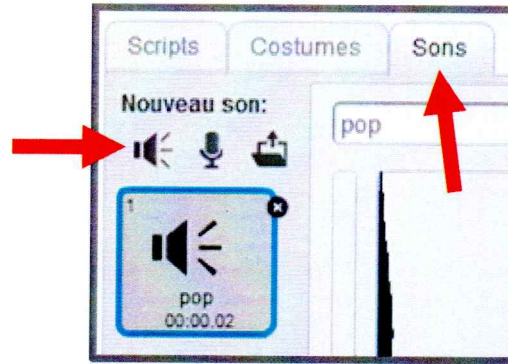 Scripts Costumes Sons
Nouveau son:
pop
1
pop
00:00.02